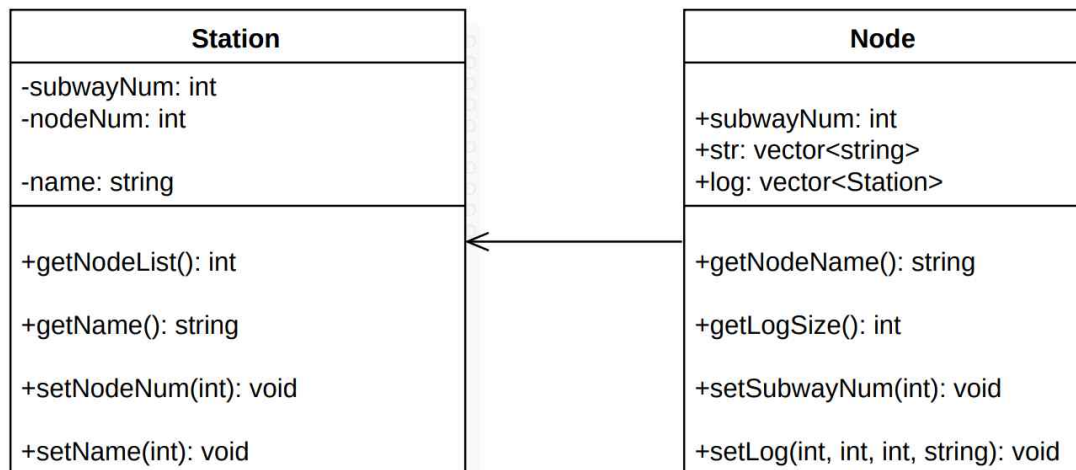 Station
-subwayNum: int
-nodeNum: int
-name: string
+getNodeList(): int
+getName(): string
+setNodeNum(int): void
+setName(int): void
Node
+subwayNum: int
+str: vector<string>
+log: vector<Station>
+getNodeName(): string
+getLogSize(): int
+setSubwayNum(int): void
+setLog(int, int, int, string): void